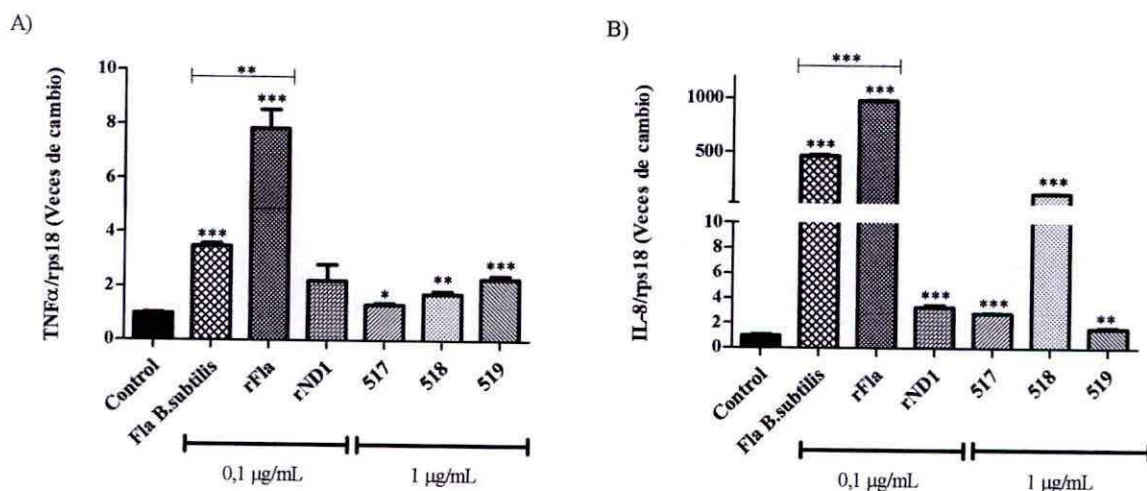 A)
TNFα/rps18 (Veces de cambio)
10
8
6
4
2
0
**
***
***
*
**
***
Control
Fla B.subtilis
rFla
rND1
517
518
519
0,1 µg/mL
1 µg/mL
B)
IL-8/rps18 (Veces de cambio)
1000
500
10
8
6
4
2
0
***
***
***
***
***
***
**
Control
Fla B.subtilis
rFla
rND1
517
518
519
0,1 µg/mL
1 µg/mL